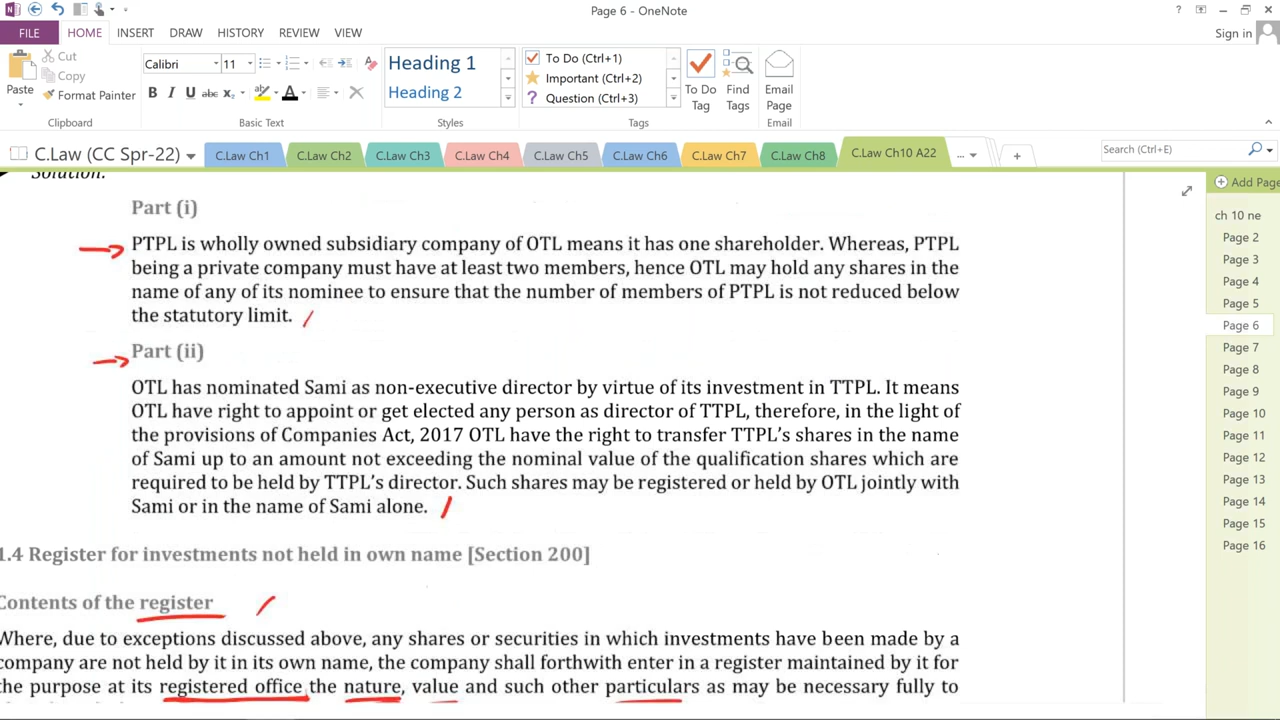 Page 6 - OneNote
Sign in
FILE HOME INSERT DRAW HISTORY REVIEW VIEW
Paste
Cut
Copy
Format Painter
Clipboard
Calibri 11
B I U abc x₂ ab A
Basic Text
Heading 1
Heading 2
Styles
To Do (Ctrl+1)
Important (Ctrl+2)
Question (Ctrl+3)
To Do Tag
Find Tags
Tags
Email Page
Email
C.Law (CC Spr-22) C.Law Ch1 C.Law Ch2 C.Law Ch3 C.Law Ch4 C.Law Ch5 C.Law Ch6 C.Law Ch7 C.Law Ch8 C.Law Ch10 A22 ... +
Search (Ctrl+E)
Solution:
Part (i)
PTPL is wholly owned subsidiary company of OTL means it has one shareholder. Whereas, PTPL
being a private company must have at least two members, hence OTL may hold any shares in the
name of any of its nominee to ensure that the number of members of PTPL is not reduced below
the statutory limit.
Part (ii)
OTL has nominated Sami as non-executive director by virtue of its investment in TTPL. It means
OTL have right to appoint or get elected any person as director of TTPL, therefore, in the light of
the provisions of Companies Act, 2017 OTL have the right to transfer TTPL's shares in the name
of Sami up to an amount not exceeding the nominal value of the qualification shares which are
required to be held by TTPL's director. Such shares may be registered or held by OTL jointly with
Sami or in the name of Sami alone.
1.4 Register for investments not held in own name [Section 200]
Contents of the register
Where, due to exceptions discussed above, any shares or securities in which investments have been made by a
company are not held by it in its own name, the company shall forthwith enter in a register maintained by it for
the purpose at its registered office the nature, value and such other particulars as may be necessary fully to
Add Page
ch 10 ne
Page 2
Page 3
Page 4
Page 5
Page 6
Page 7
Page 8
Page 9
Page 10
Page 11
Page 12
Page 13
Page 14
Page 15
Page 16